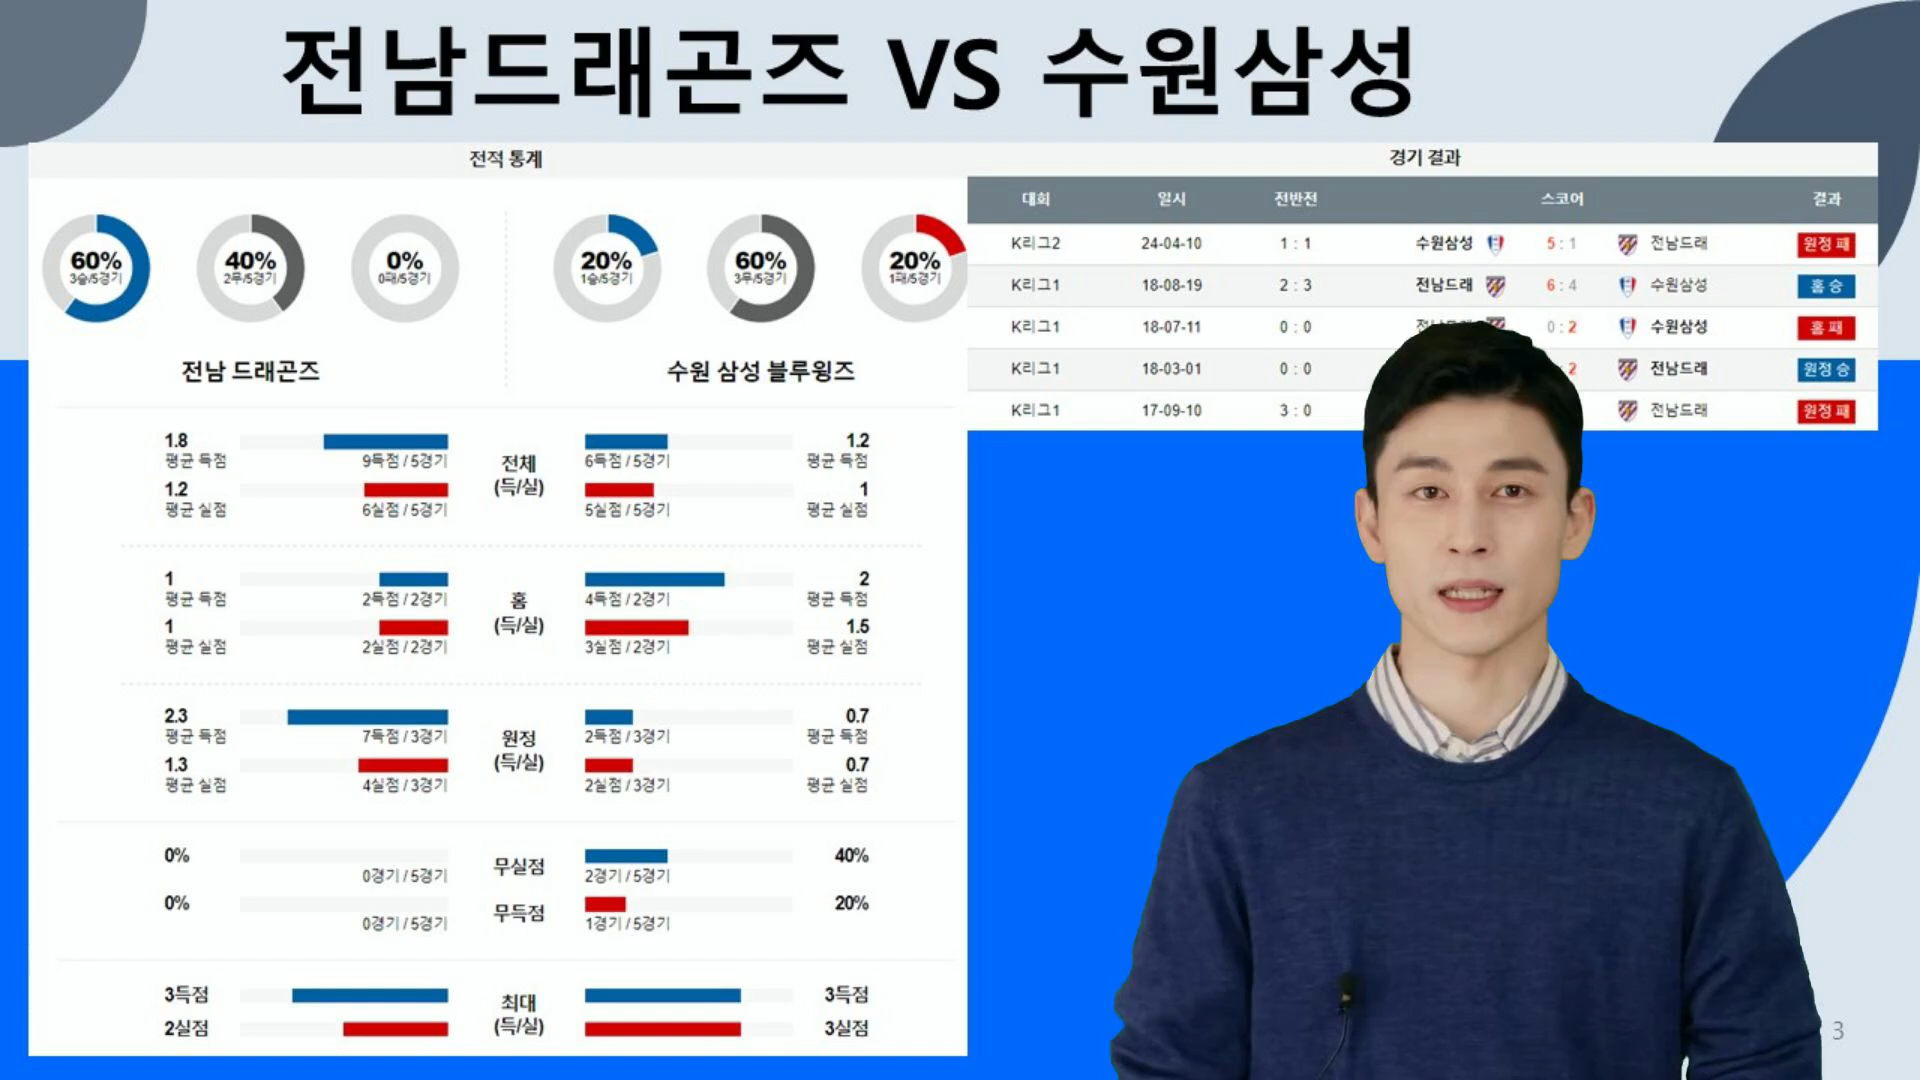 전남드래곤즈 VS 수원삼성
전적 통계
60%
3승/5경기
40%
2무/5경기
0%
0패/5경기
20%
1승/5경기
60%
3무/5경기
20%
1패/5경기
전남 드래곤즈
수원 삼성 블루윙즈
1.8
평균 득점
9득점 / 5경기
1.2
평균 실점
6실점 / 5경기
전체
(득/실)
6득점 / 5경기
1.2
평균 득점
5실점 / 5경기
1
평균 실점
1
평균 득점
2득점 / 2경기
1
평균 실점
2실점 / 2경기
홈
(득/실)
4득점 / 2경기
2
평균 득점
3실점 / 2경기
1.5
평균 실점
2.3
평균 득점
7득점 / 3경기
1.3
평균 실점
4실점 / 3경기
원정
(득/실)
2득점 / 3경기
0.7
평균 득점
2실점 / 3경기
0.7
평균 실점
0%
0경기 / 5경기
무실점
2경기 / 5경기
40%
0%
0경기 / 5경기
무득점
1경기 / 5경기
20%
3득점
2실점
최대
(득/실)
3득점
3실점
경기 결과
대회 일시 전반전 스코어 결과
K리그2 24-04-10 1 : 1 수원삼성 5 : 1 전남드래 원정 패
K리그1 18-08-19 2 : 3 전남드래 6 : 4 수원삼성 홈 승
K리그1 18-07-11 0 : 0 0 : 2 수원삼성 홈 패
K리그1 18-03-01 0 : 0 2 전남드래 원정 승
K리그1 17-09-10 3 : 0 전남드래 원정 패
3